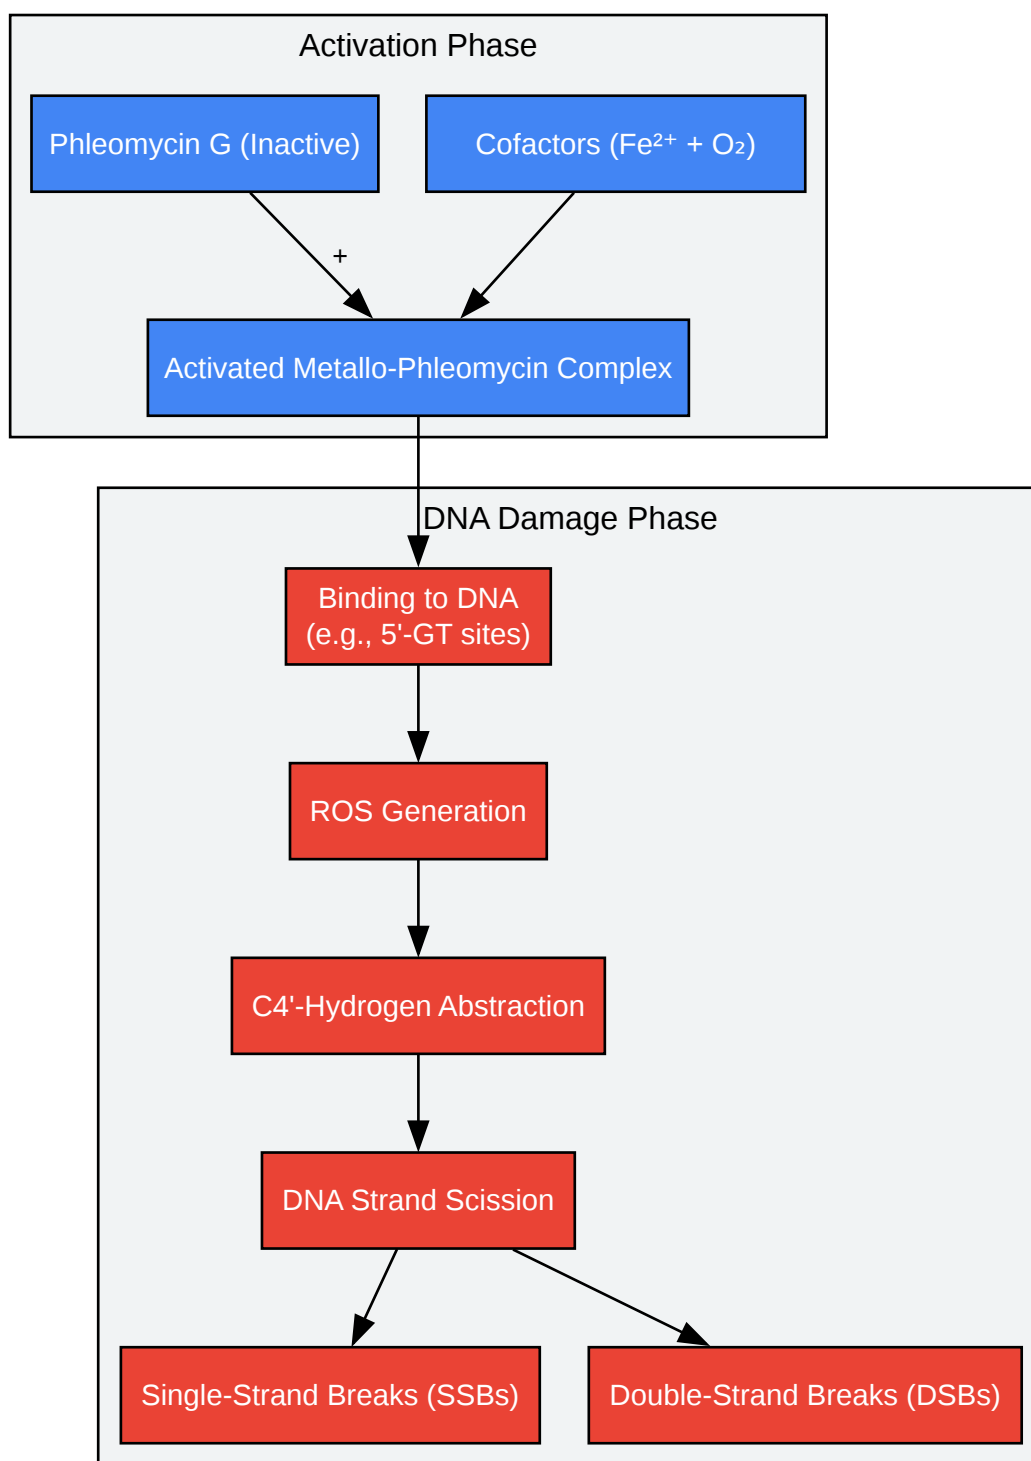 Activation Phase
Phleomycin G (Inactive)
Cofactors (Fe²⁺ + O₂)
+
Activated Metallo-Phleomycin Complex
DNA Damage Phase
Binding to DNA
(e.g., 5'-GT sites)
ROS Generation
C4'-Hydrogen Abstraction
DNA Strand Scission
Single-Strand Breaks (SSBs)
Double-Strand Breaks (DSBs)